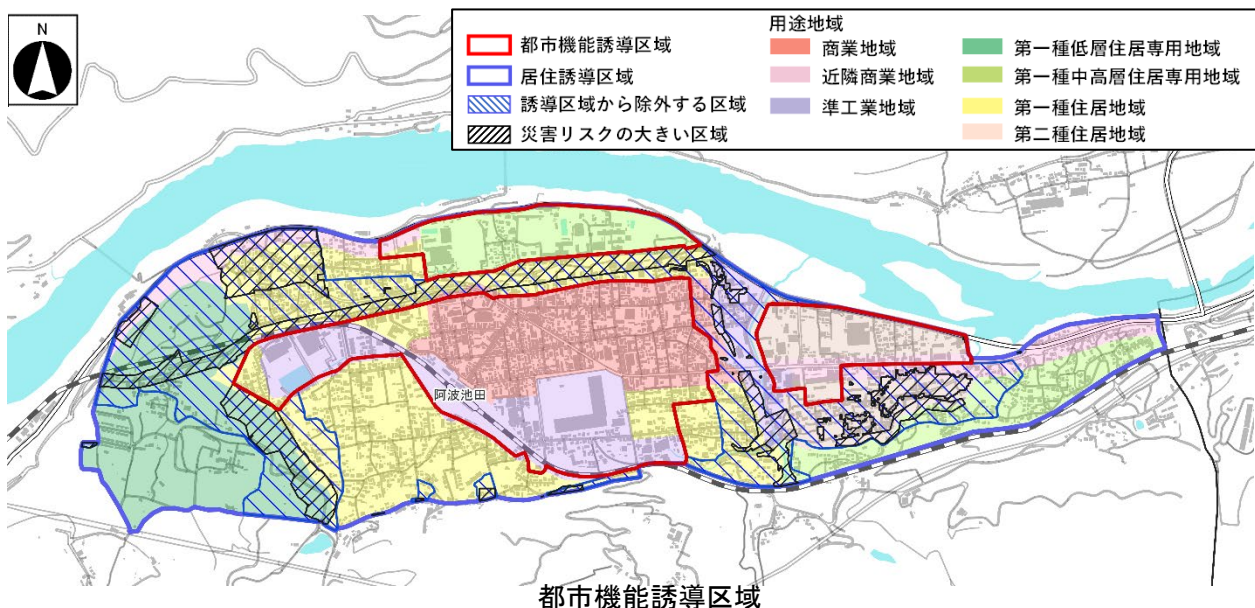 N
用途地域
都市機能誘導区域
居住誘導区域
誘導区域から除外する区域
災害リスクの大きい区域
商業地域
近隣商業地域
準工業地域
第一種低層住居専用地域
第一種中高層住居専用地域
第一種住居地域
第二種住居地域
阿波池田
都市機能誘導区域